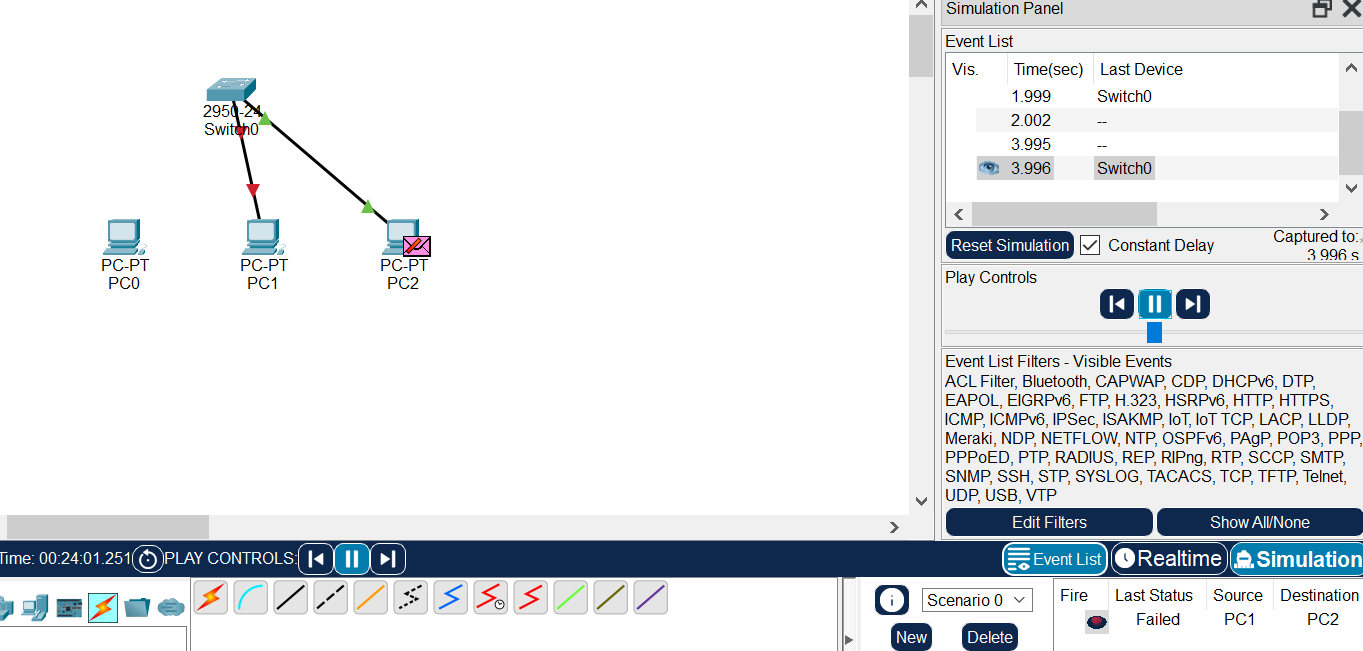 Simulation Panel
Event List
Vis. Time(sec) Last Device
1.999 Switch0
2.002 --
3.995 --
3.996 Switch0
Reset Simulation Constant Delay Captured to:
3.996 s
Play Controls
Event List Filters - Visible Events
ACL Filter, Bluetooth, CAPWAP, CDP, DHCPv6, DTP,
EAPOL, EIGRPv6, FTP, H.323, HSRPv6, HTTP, HTTPS,
ICMP, ICMPv6, IPSec, ISAKMP, IoT, IoT TCP, LACP, LLDP,
Meraki, NDP, NETFLOW, NTP, OSPFv6, PAgP, POP3, PPP,
PPPoED, PTP, RADIUS, REP, RIPng, RTP, SCCP, SMTP,
SNMP, SSH, STP, SYSLOG, TACACS, TCP, TFTP, Telnet,
UDP, USB, VTP
Edit Filters Show All/None
2950-24
Switch0
PC-PT
PC0
PC-PT
PC1
PC-PT
PC2
Time: 00:24:01.251 PLAY CONTROLS: Event List Realtime Simulation
Scenario 0
New Delete
Fire Last Status Source Destination
Failed PC1 PC2